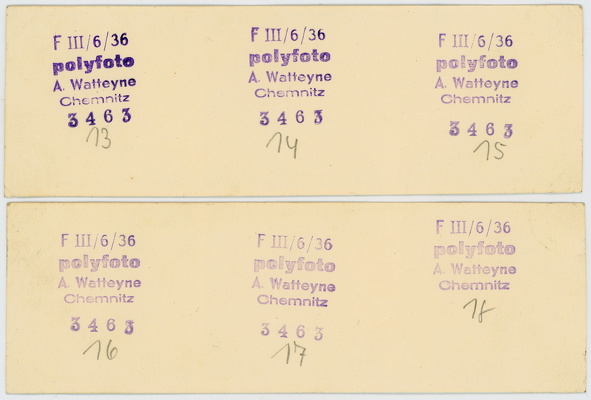 F III/6/36
polyfoto
A. Watteyne
Chemnitz
3463
13
F III/6/36
polyfoto
A. Watteyne
Chemnitz
3463
14
F III/6/36
polyfoto
A. Watteyne
Chemnitz
3463
15
F III/6/36
polyfoto
A. Watteyne
Chemnitz
3463
16
F III/6/36
polyfoto
A. Watteyne
Chemnitz
3463
17
F III/6/36
polyfoto
A. Watteyne
Chemnitz
18